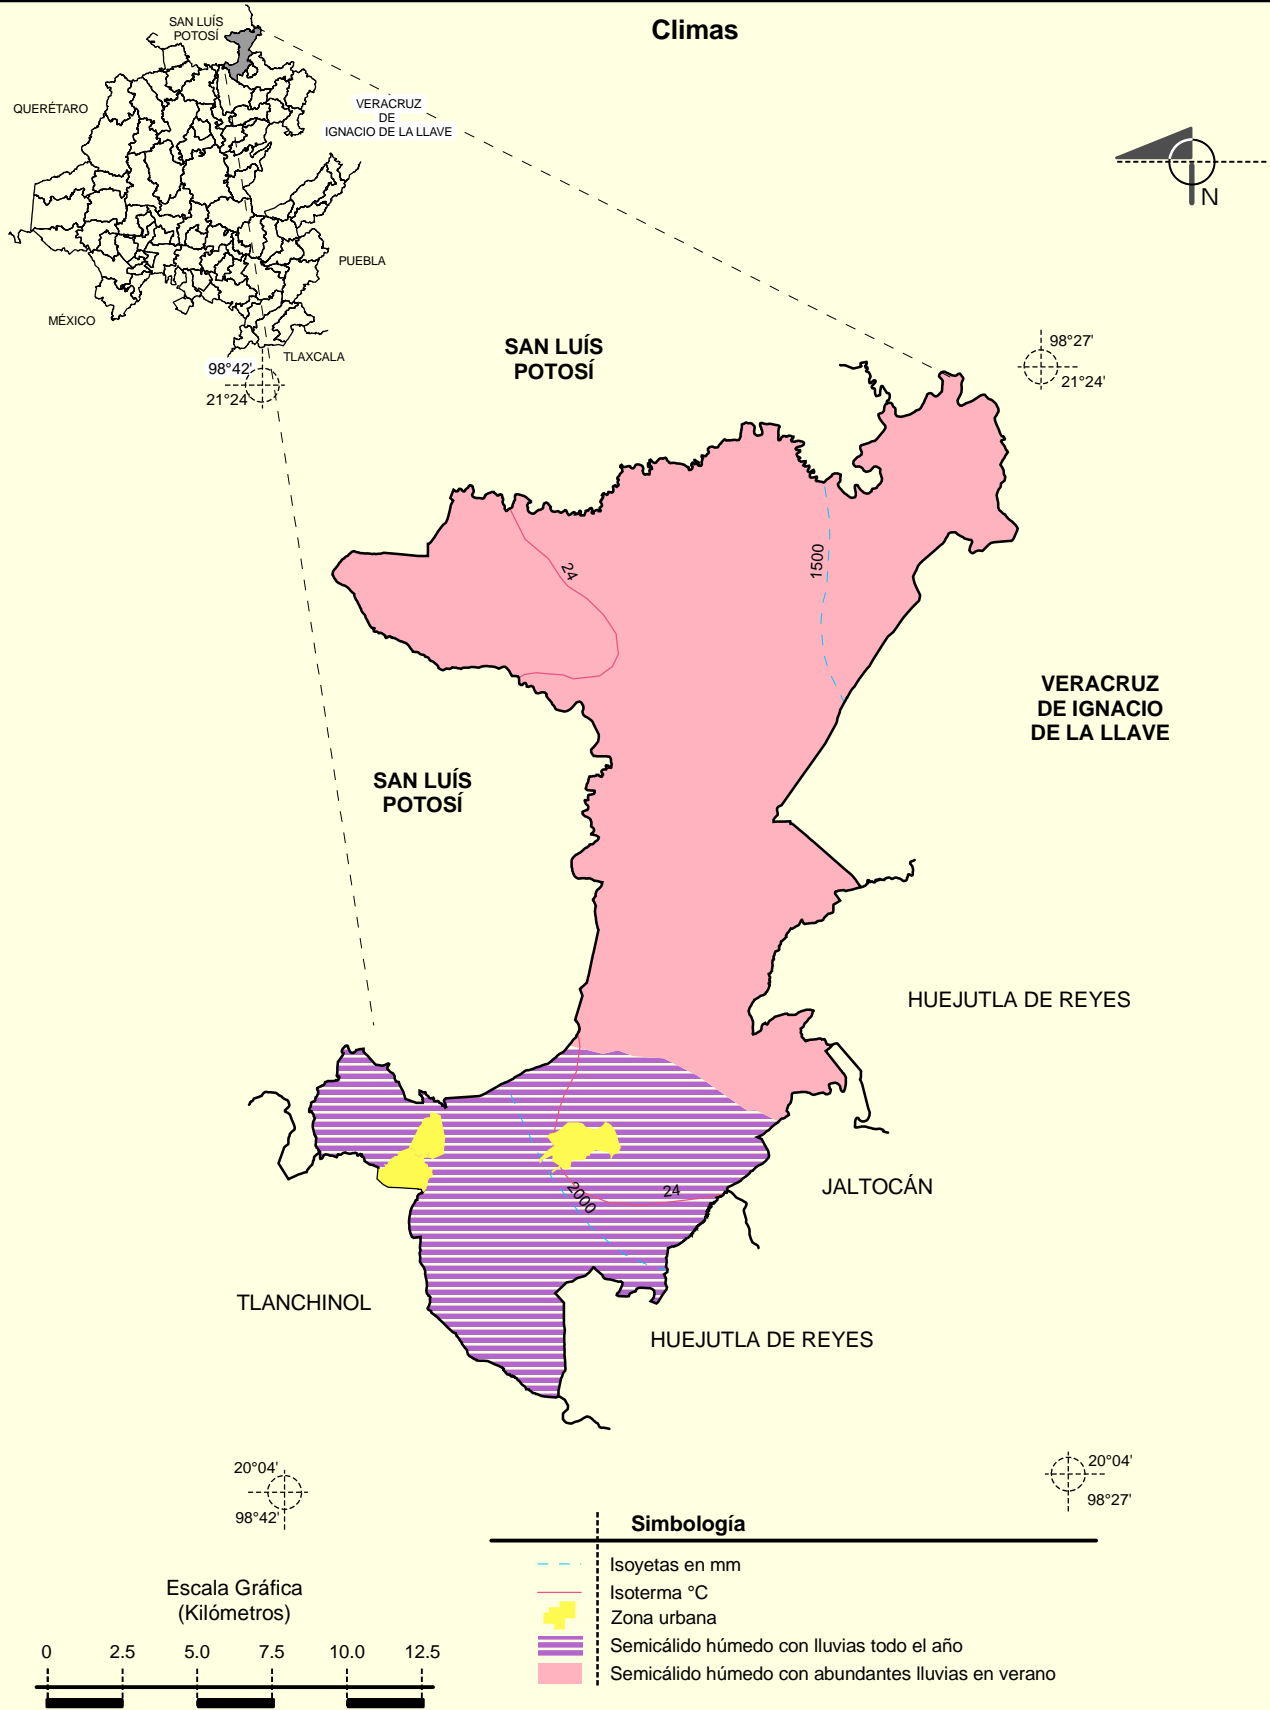 Climas
SAN LUÍS
POTOSÍ
QUERÉTARO
VERACRUZ
DE
IGNACIO DE LA LLAVE
PUEBLA
MÉXICO
TLAXCALA
N
98°42'
21°24'
98°27'
21°24'
SAN LUÍS
POTOSÍ
24
1500
VERACRUZ
DE IGNACIO
DE LA LLAVE
SAN LUÍS
POTOSÍ
HUEJUTLA DE REYES
JALTOCÁN
2000
24
TLANCHINOL
HUEJUTLA DE REYES
20°04'
98°42'
20°04'
98°27'
Simbología
Isoyetas en mm
Isoterma °C
Zona urbana
Semicálido húmedo con lluvias todo el año
Semicálido húmedo con abundantes lluvias en verano
Escala Gráfica
(Kilómetros)
0 2.5 5.0 7.5 10.0 12.5